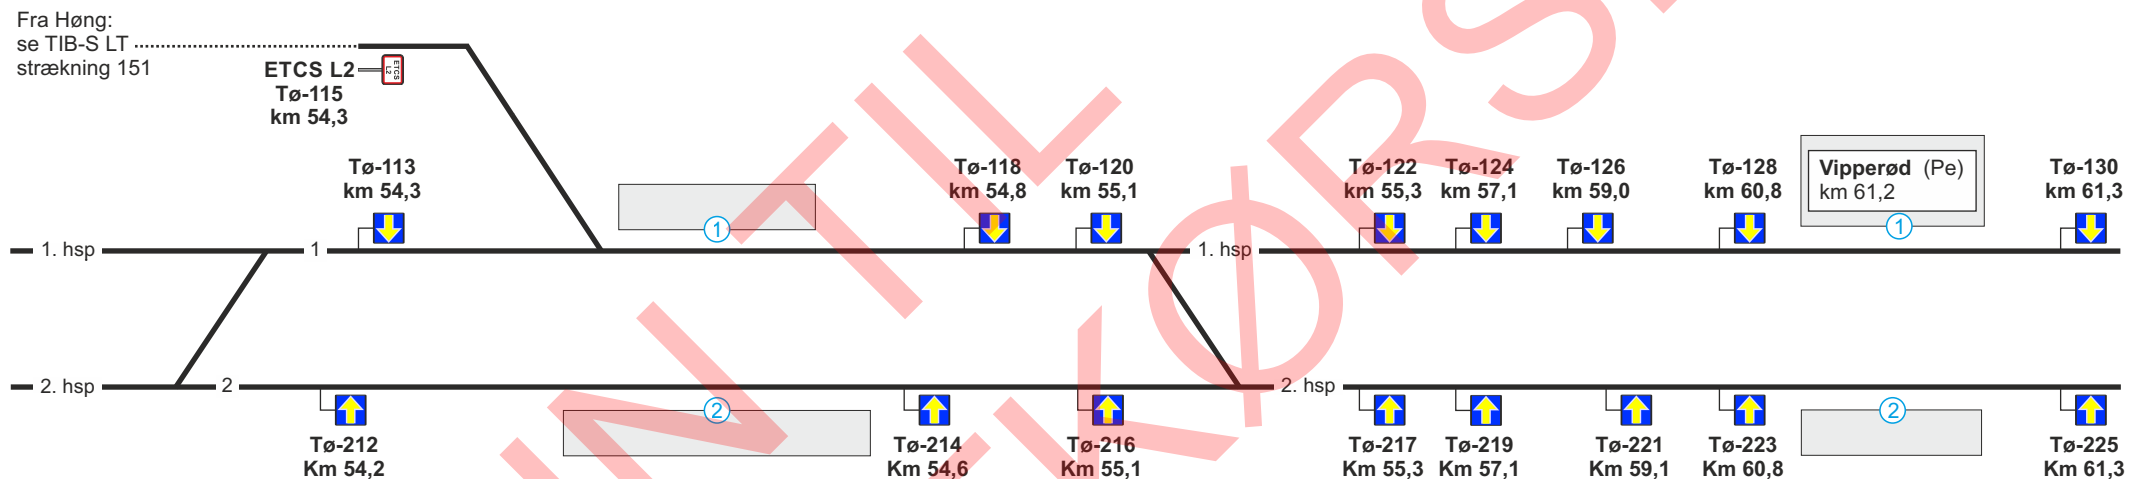 Fra Høng:
se TIB-S LT
strækning 151
ETCS L2
ETCS L2
Tø-115
km 54,3
Tø-113
km 54,3
Tø-118
km 54,8
Tø-120
km 55,1
Tø-122
km 55,3
Tø-124
km 57,1
Tø-126
km 59,0
Tø-128
km 60,8
Vipperød (Pe)
km 61,2
Tø-130
km 61,3
1
1
1. hsp
1
1. hsp
2. hsp
2
2. hsp
2
2
Tø-212
Km 54,2
Tø-214
Km 54,6
Tø-216
Km 55,1
Tø-217
Km 55,3
Tø-219
Km 57,1
Tø-221
Km 59,1
Tø-223
Km 60,8
Tø-225
Km 61,3